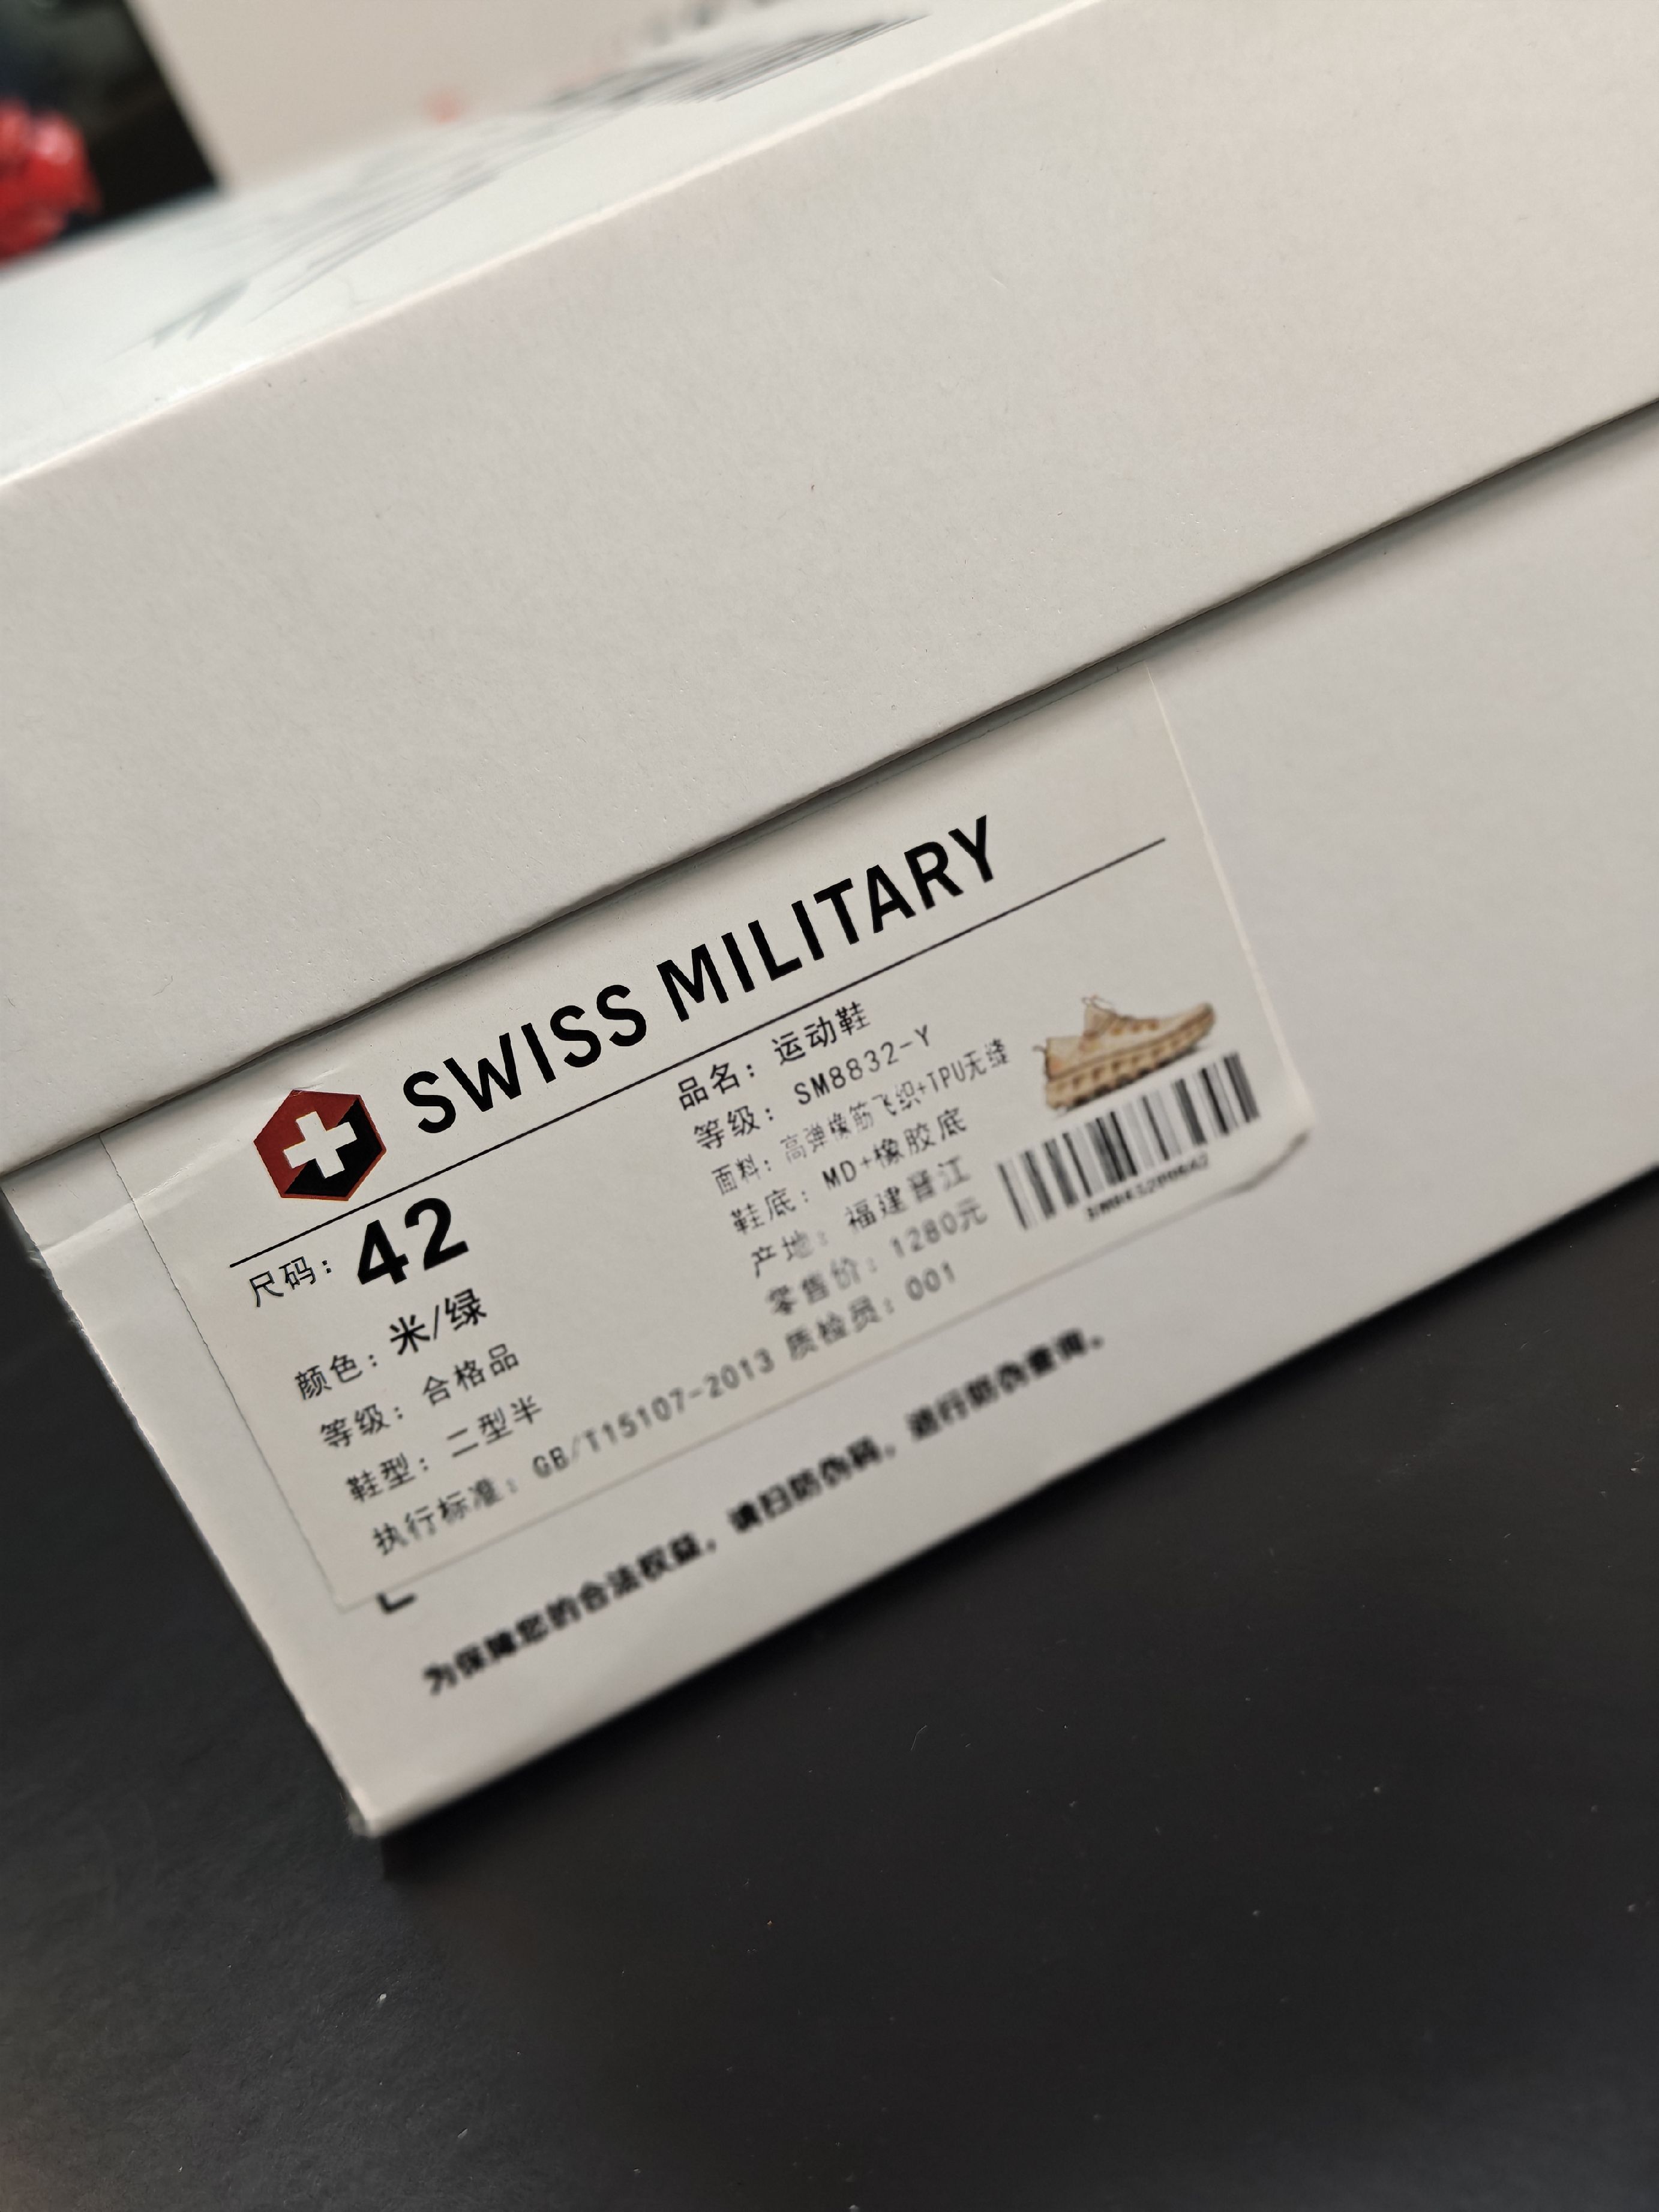 SWISS MILITARY
尺码：42
颜色：米/绿
等级：合格品
鞋型：二型半
执行标准：GB/T15107-2013 质检员：001
品名：运动鞋
等级：SM8832-Y
面料：高弹橡筋飞织+TPU无缝
鞋底：MD+橡胶底
产地：福建晋江
零售价：1280元
为保障您的合法权益，请扫防伪码，进行防伪查询。